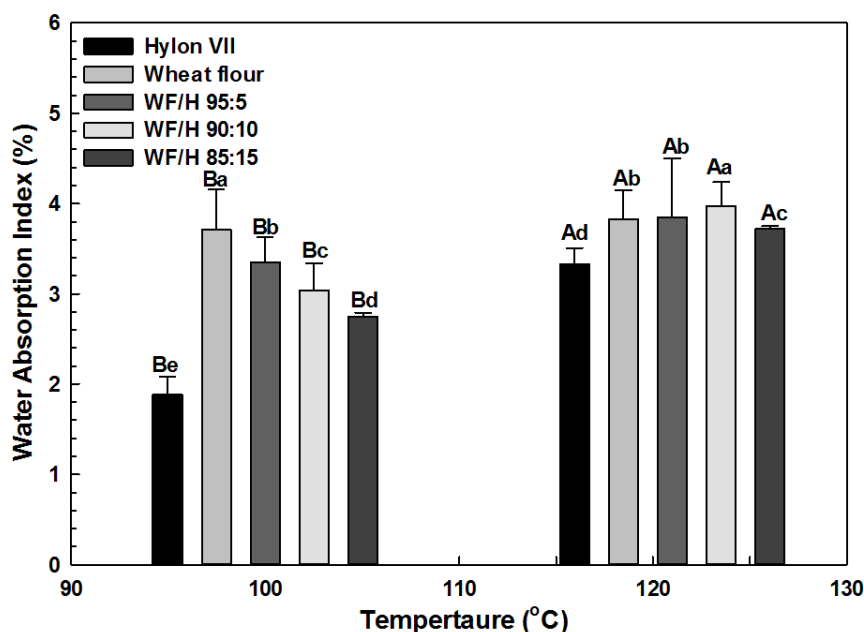 Water Absorption Index (%)
6
5
4
3
2
1
0
Hylon VII
Wheat flour
WF/H 95:5
WF/H 90:10
WF/H 85:15
Be
Ba
Bb
Bc
Bd
Ad
Ab
Ab
Aa
Ac
90 100 110 120 130
Tempertaure (°C)